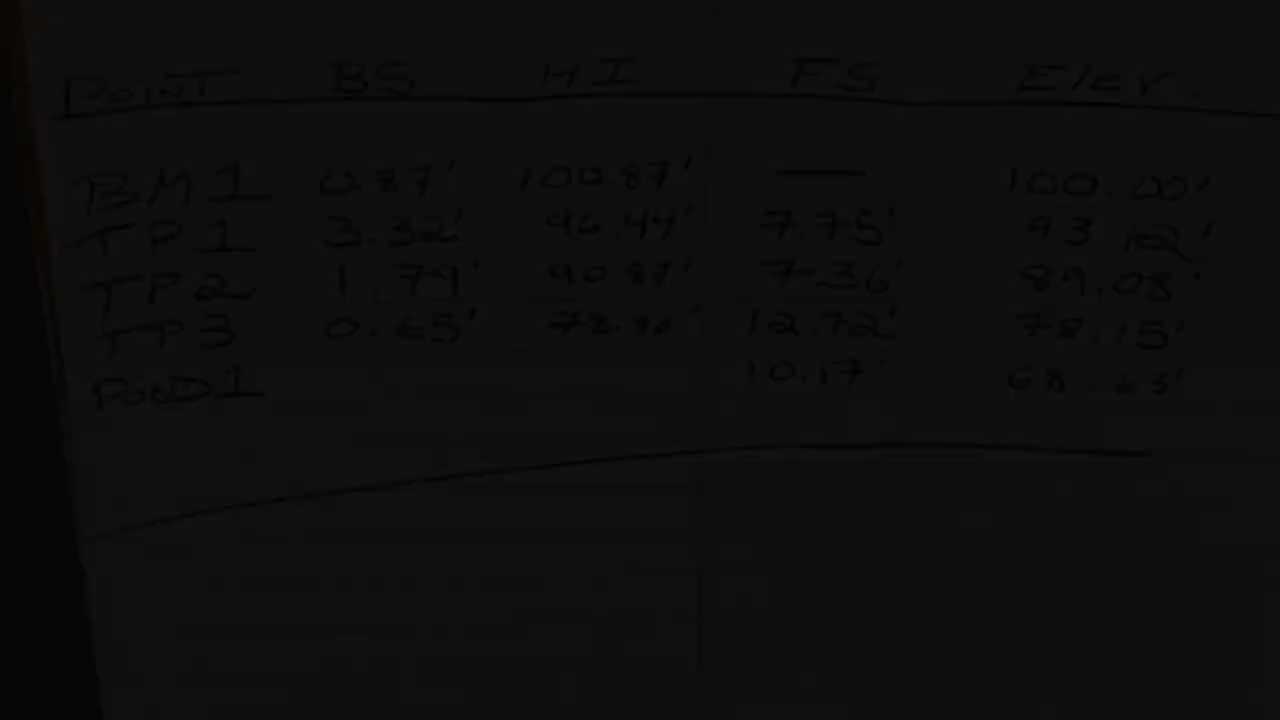 POINT BS HI FS Elev.
BM1 0.87' 100.87' — 100.00'
TP1 3.32' 96.44' 7.75' 93.12'
TP2 1.79' 90.87' 7.36' 89.08'
TP3 0.65' 78.80' 12.72' 78.15'
POND1 10.17' 68.63'